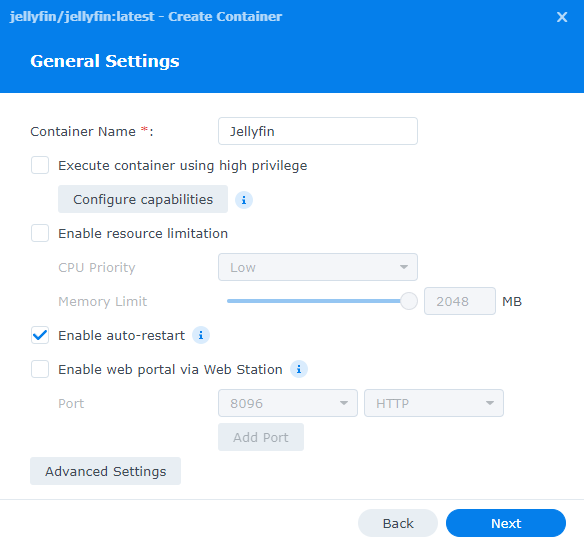 jellyfin/jellyfin:latest - Create Container
General Settings
Container Name *: Jellyfin
Execute container using high privilege
Configure capabilities
Enable resource limitation
CPU Priority Low
Memory Limit 2048 MB
Enable auto-restart
Enable web portal via Web Station
Port 8096 HTTP
Add Port
Advanced Settings
Back Next